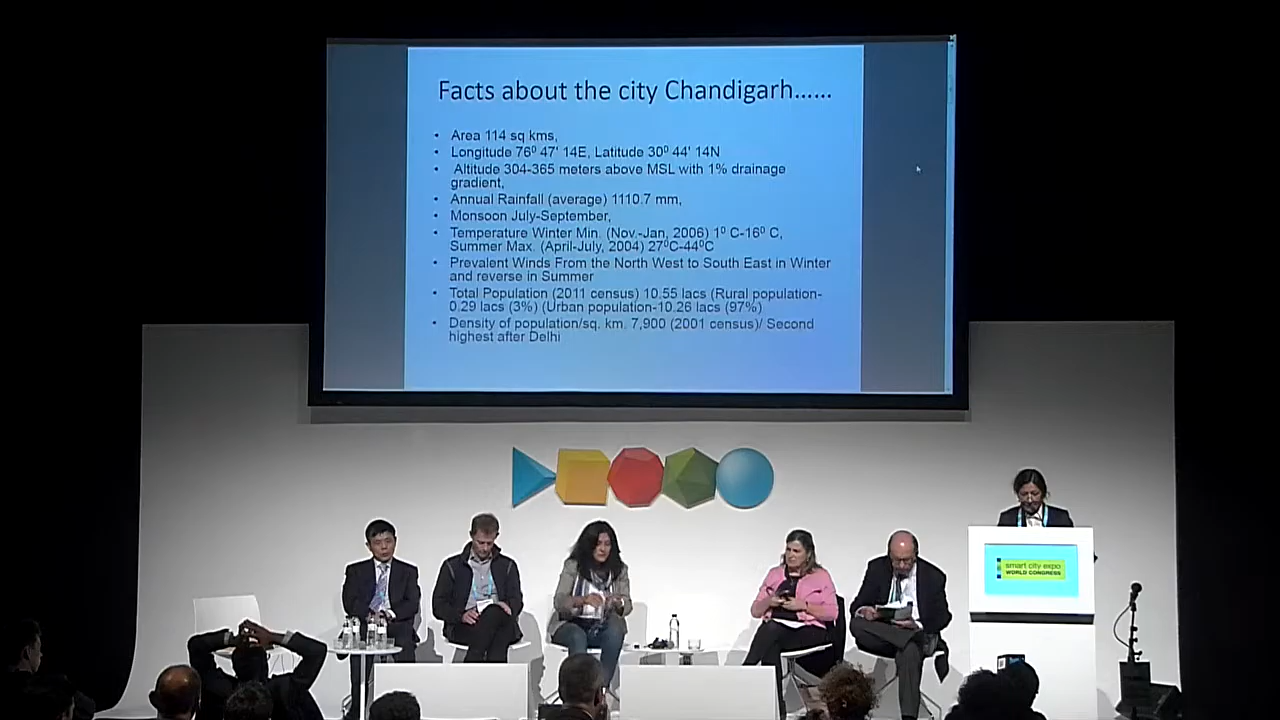 Facts about the city Chandigarh......
• Area 114 sq kms,
• Longitude 76⁰ 47' 14E, Latitude 30⁰ 44' 14N
• Altitude 304-365 meters above MSL with 1% drainage
gradient,
• Annual Rainfall (average) 1110.7 mm,
• Monsoon July-September,
• Temperature Winter Min. (Nov.-Jan, 2006) 1⁰ C-16⁰ C,
Summer Max. (April-July, 2004) 27⁰C-44⁰C
• Prevalent Winds From the North West to South East in Winter
and reverse in Summer
• Total Population (2011 census) 10.55 lacs (Rural population-
0.29 lacs (3%) (Urban population-10.26 lacs (97%)
• Density of population/sq. km. 7,900 (2001 census)/ Second
highest after Delhi
smart city expo
WORLD CONGRESS